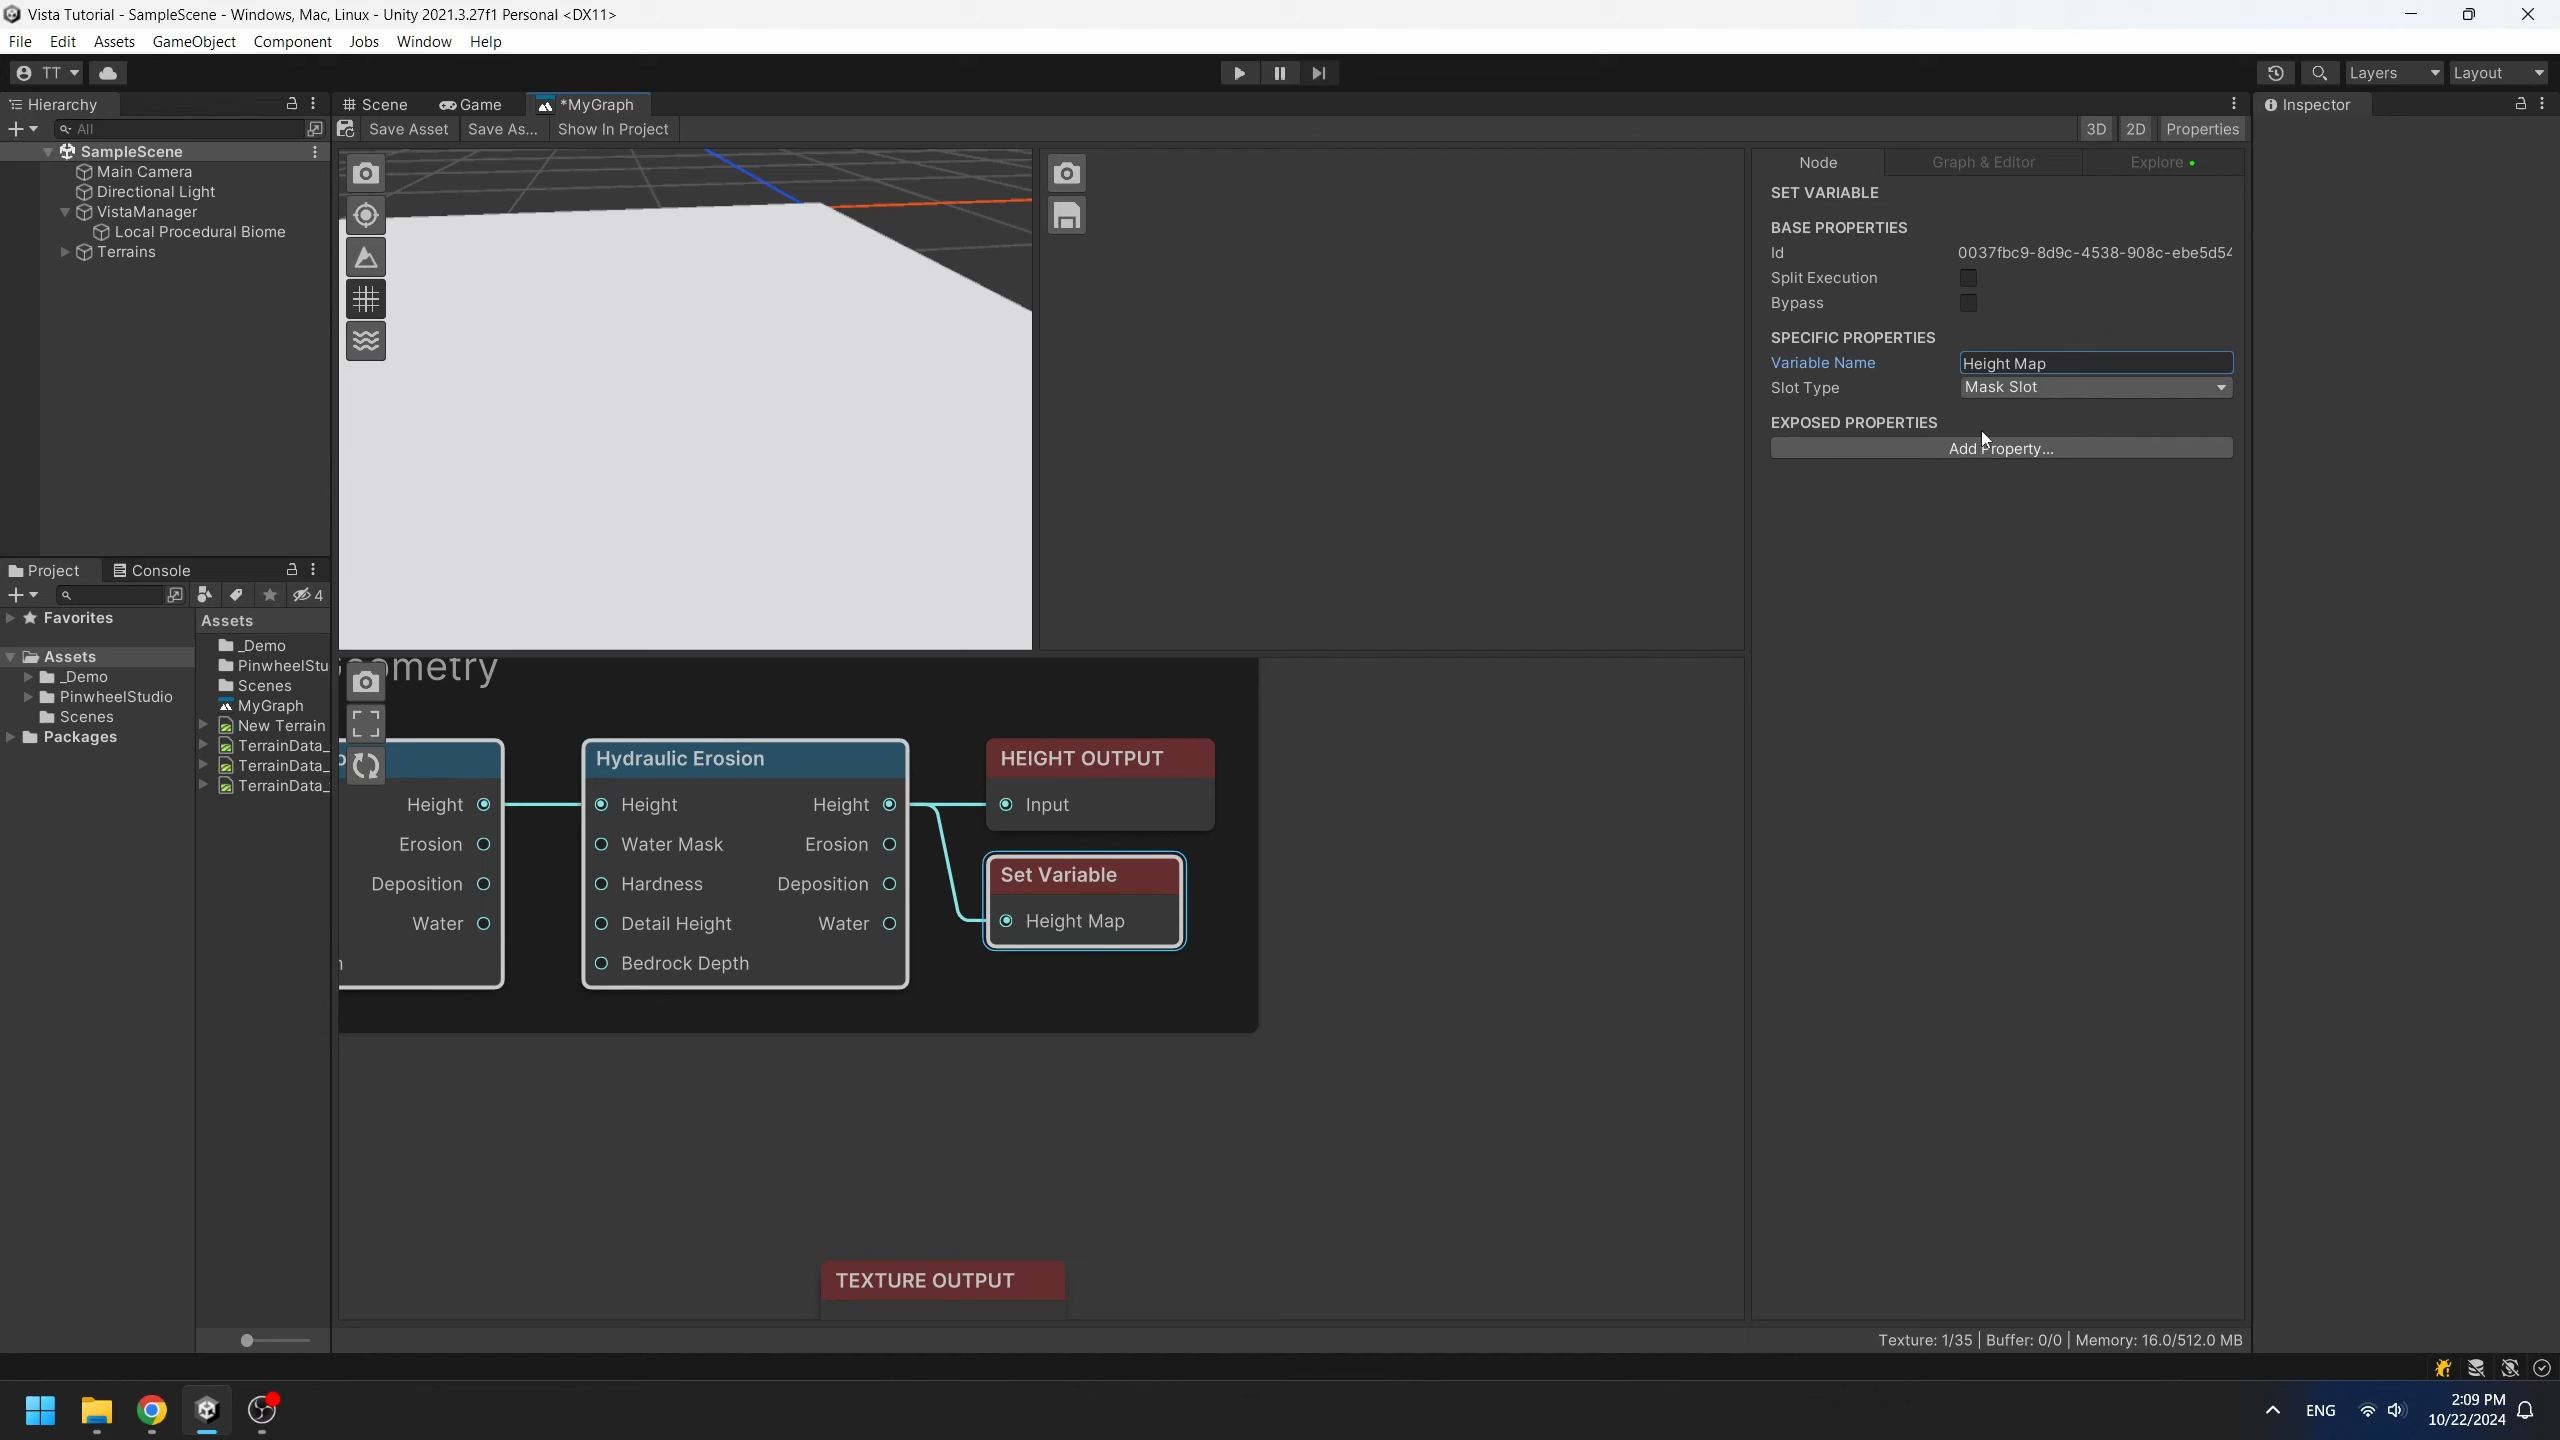 Vista Tutorial - SampleScene - Windows, Mac, Linux - Unity 2021.3.27f1 Personal <DX11>
File Edit Assets GameObject Component Jobs Window Help
TT
Layers Layout
Hierarchy
All
SampleScene
Main Camera
Directional Light
VistaManager
Local Procedural Biome
Terrains
Scene Game *MyGraph
Save Asset Save As... Show In Project
3D 2D Properties
Node Graph & Editor Explore
SET VARIABLE
BASE PROPERTIES
Id 0037fbc9-8d9c-4538-908c-ebe5d54
Split Execution
Bypass
SPECIFIC PROPERTIES
Variable Name Height Map
Slot Type Mask Slot
EXPOSED PROPERTIES
Add Property...
Inspector
Project Console
4
Favorites
Assets
_Demo
PinwheelStudio
Scenes
Packages
Assets
_Demo
PinwheelStu
Scenes
MyGraph
New Terrain
TerrainData_
TerrainData_
TerrainData_
ometry
Height
Erosion
Deposition
Water
Hydraulic Erosion
Height Height
Water Mask Erosion
Hardness Deposition
Detail Height Water
Bedrock Depth
HEIGHT OUTPUT
Input
Set Variable
Height Map
TEXTURE OUTPUT
Texture: 1/35 | Buffer: 0/0 | Memory: 16.0/512.0 MB
ENG
2:09 PM
10/22/2024